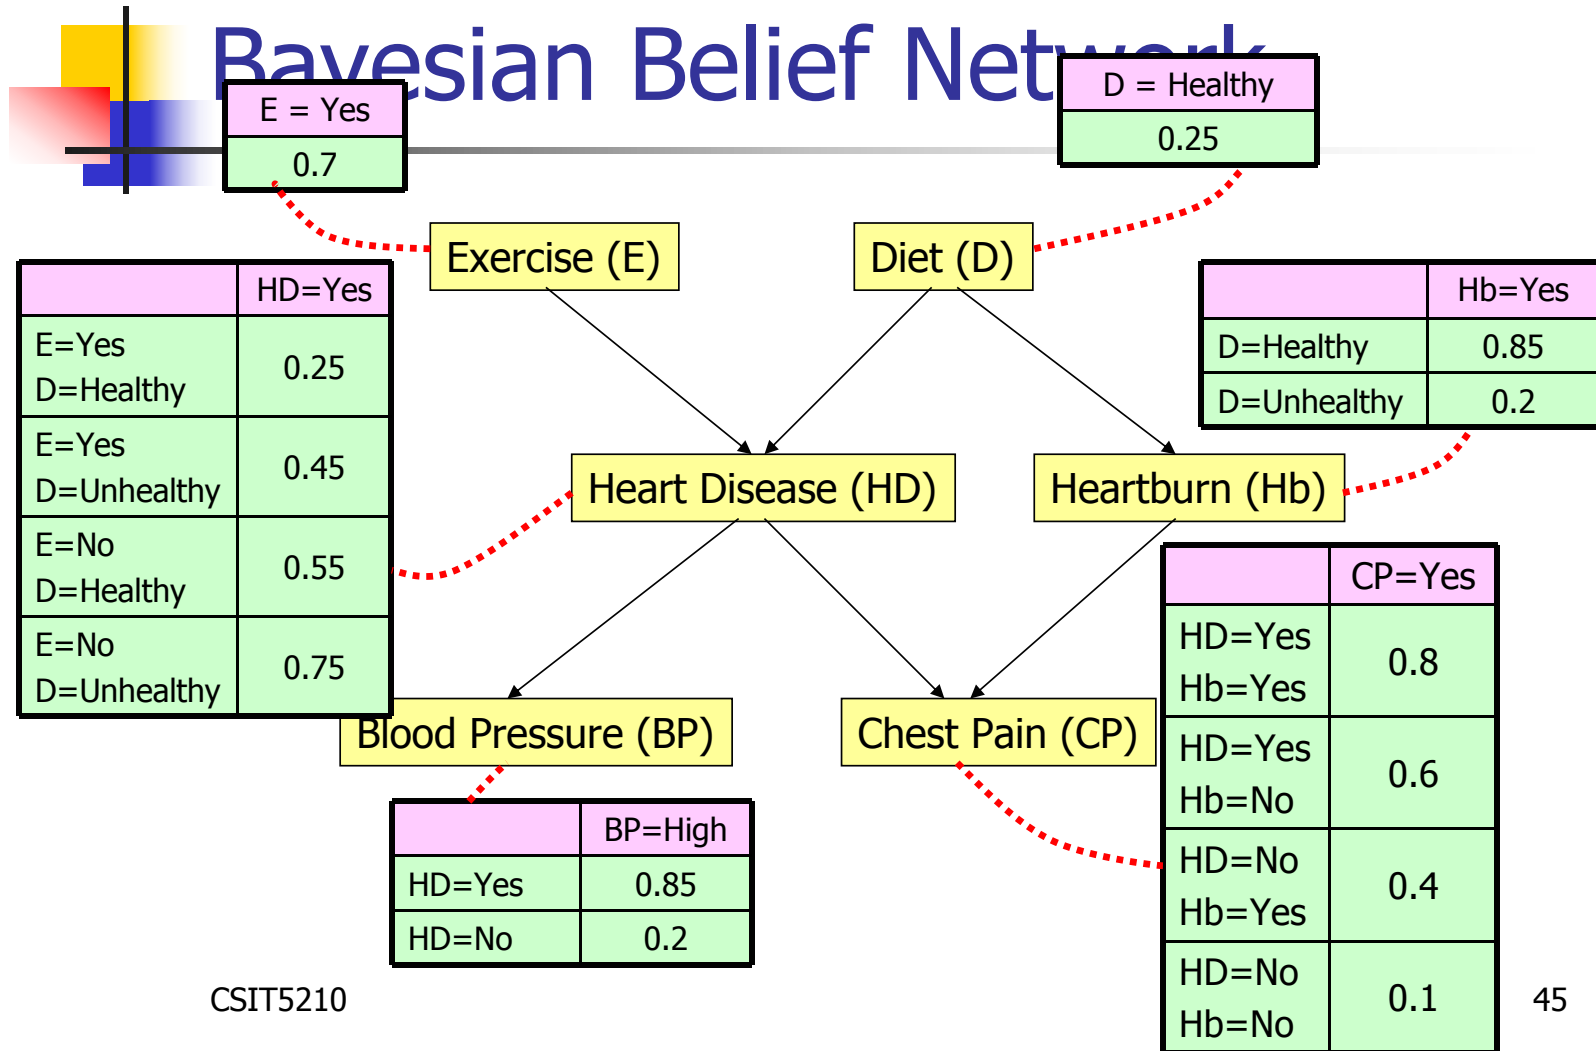 Bayesian Belief Network
E = Yes
0.7
D = Healthy
0.25
Exercise (E)
Diet (D)
HD=Yes
E=Yes
D=Healthy
0.25
E=Yes
D=Unhealthy
0.45
E=No
D=Healthy
0.55
E=No
D=Unhealthy
0.75
Hb=Yes
D=Healthy 0.85
D=Unhealthy 0.2
Heart Disease (HD)
Heartburn (Hb)
Blood Pressure (BP)
Chest Pain (CP)
BP=High
HD=Yes 0.85
HD=No 0.2
CP=Yes
HD=Yes
Hb=Yes
0.8
HD=Yes
Hb=No
0.6
HD=No
Hb=Yes
0.4
HD=No
Hb=No
0.1
CSIT5210
45